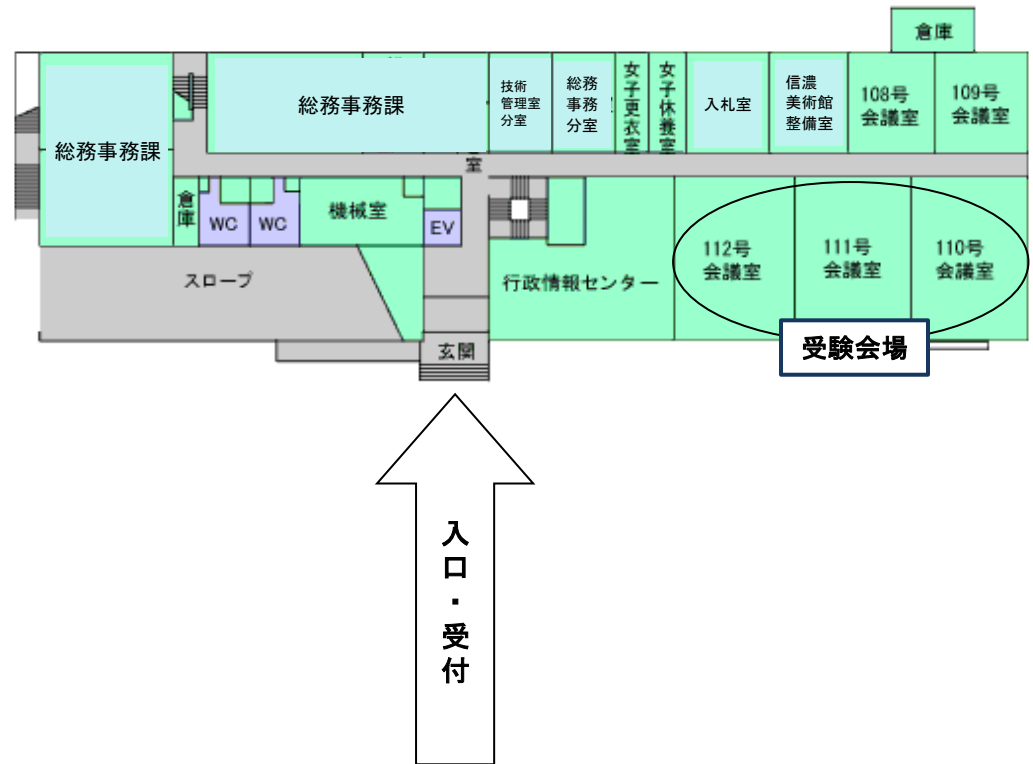 倉庫
総務事務課
総務事務課
技術
管理室
分室
総務
事務
分室
女子更衣室
女子休養室
入札室
信濃
美術館
整備室
108号
会議室
109号
会議室
室
倉庫
WC
WC
機械室
EV
112号
会議室
111号
会議室
110号
会議室
スロープ
行政情報センター
玄関
受験会場
入口・受付